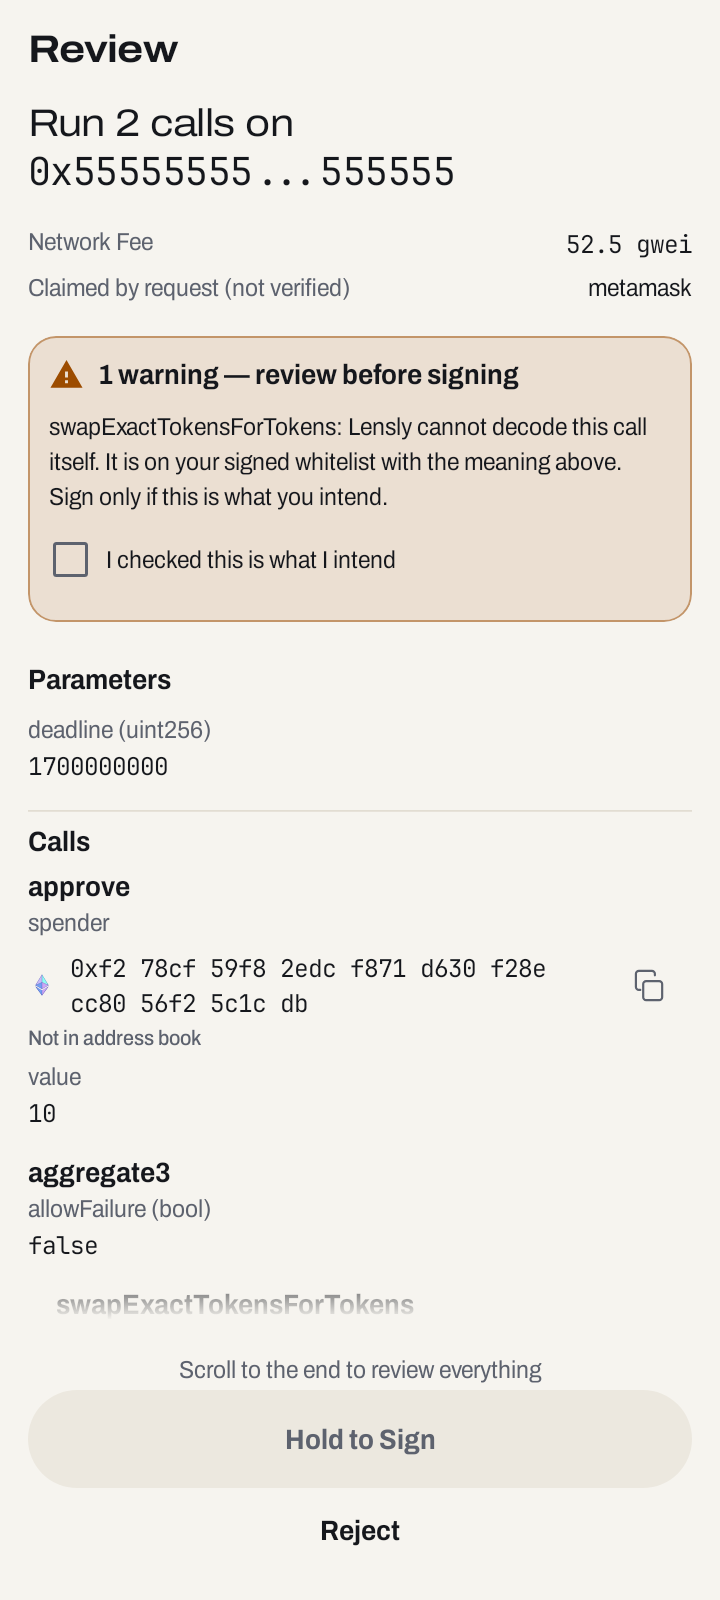 Review
Run 2 calls on
0x55555555...555555
Network Fee
52.5 gwei
Claimed by request (not verified)
metamask
1 warning — review before signing
swapExactTokensForTokens: Lensly cannot decode this call
itself. It is on your signed whitelist with the meaning above.
Sign only if this is what you intend.
I checked this is what I intend
Parameters
deadline (uint256)
1700000000
Calls
approve
spender
0xf2 78cf 59f8 2edc f871 d630 f28e
cc80 56f2 5c1c db
Not in address book
value
10
aggregate3
allowFailure (bool)
false
swapExactTokensForTokens
Scroll to the end to review everything
Hold to Sign
Reject